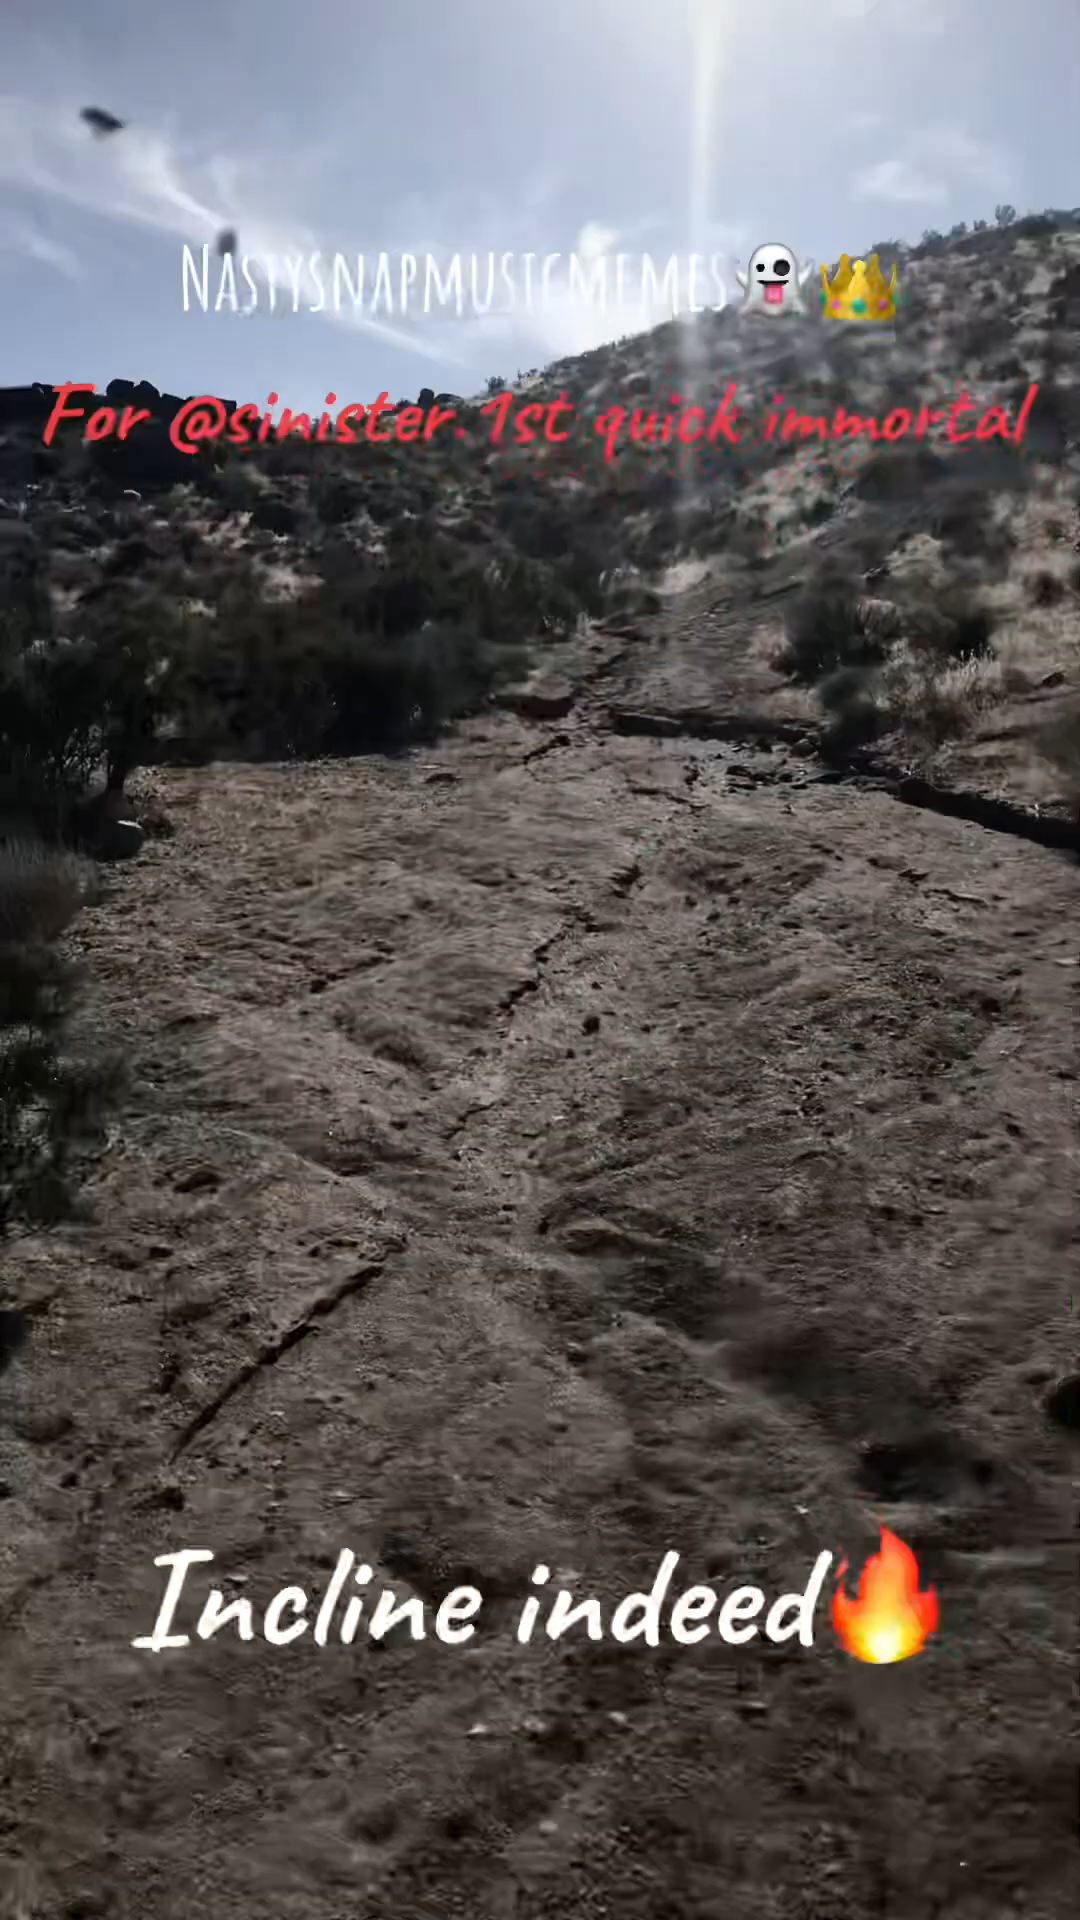 Nastysnapmusicmemes👻👑
For @sinister.1st quick immortal
Incline indeed🔥